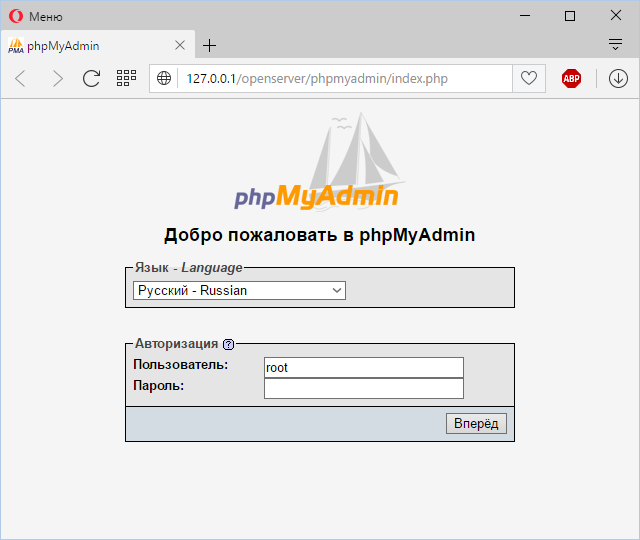 Меню
PMA phpMyAdmin
127.0.0.1/openserver/phpmyadmin/index.php
ABP
phpMyAdmin
Добро пожаловать в phpMyAdmin
Язык - Language
Русский - Russian
Авторизация ?
Пользователь: root
Пароль:
Вперёд